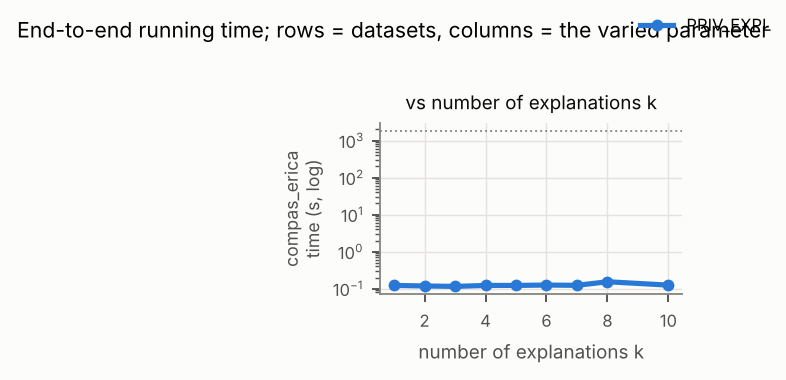 End-to-end running time; rows = datasets, columns = the varied parameter
PRIV_EXPL
vs number of explanations k
compas_erica
time (s, log)
10³
10²
10¹
10⁰
10⁻¹
2 4 6 8 10
number of explanations k